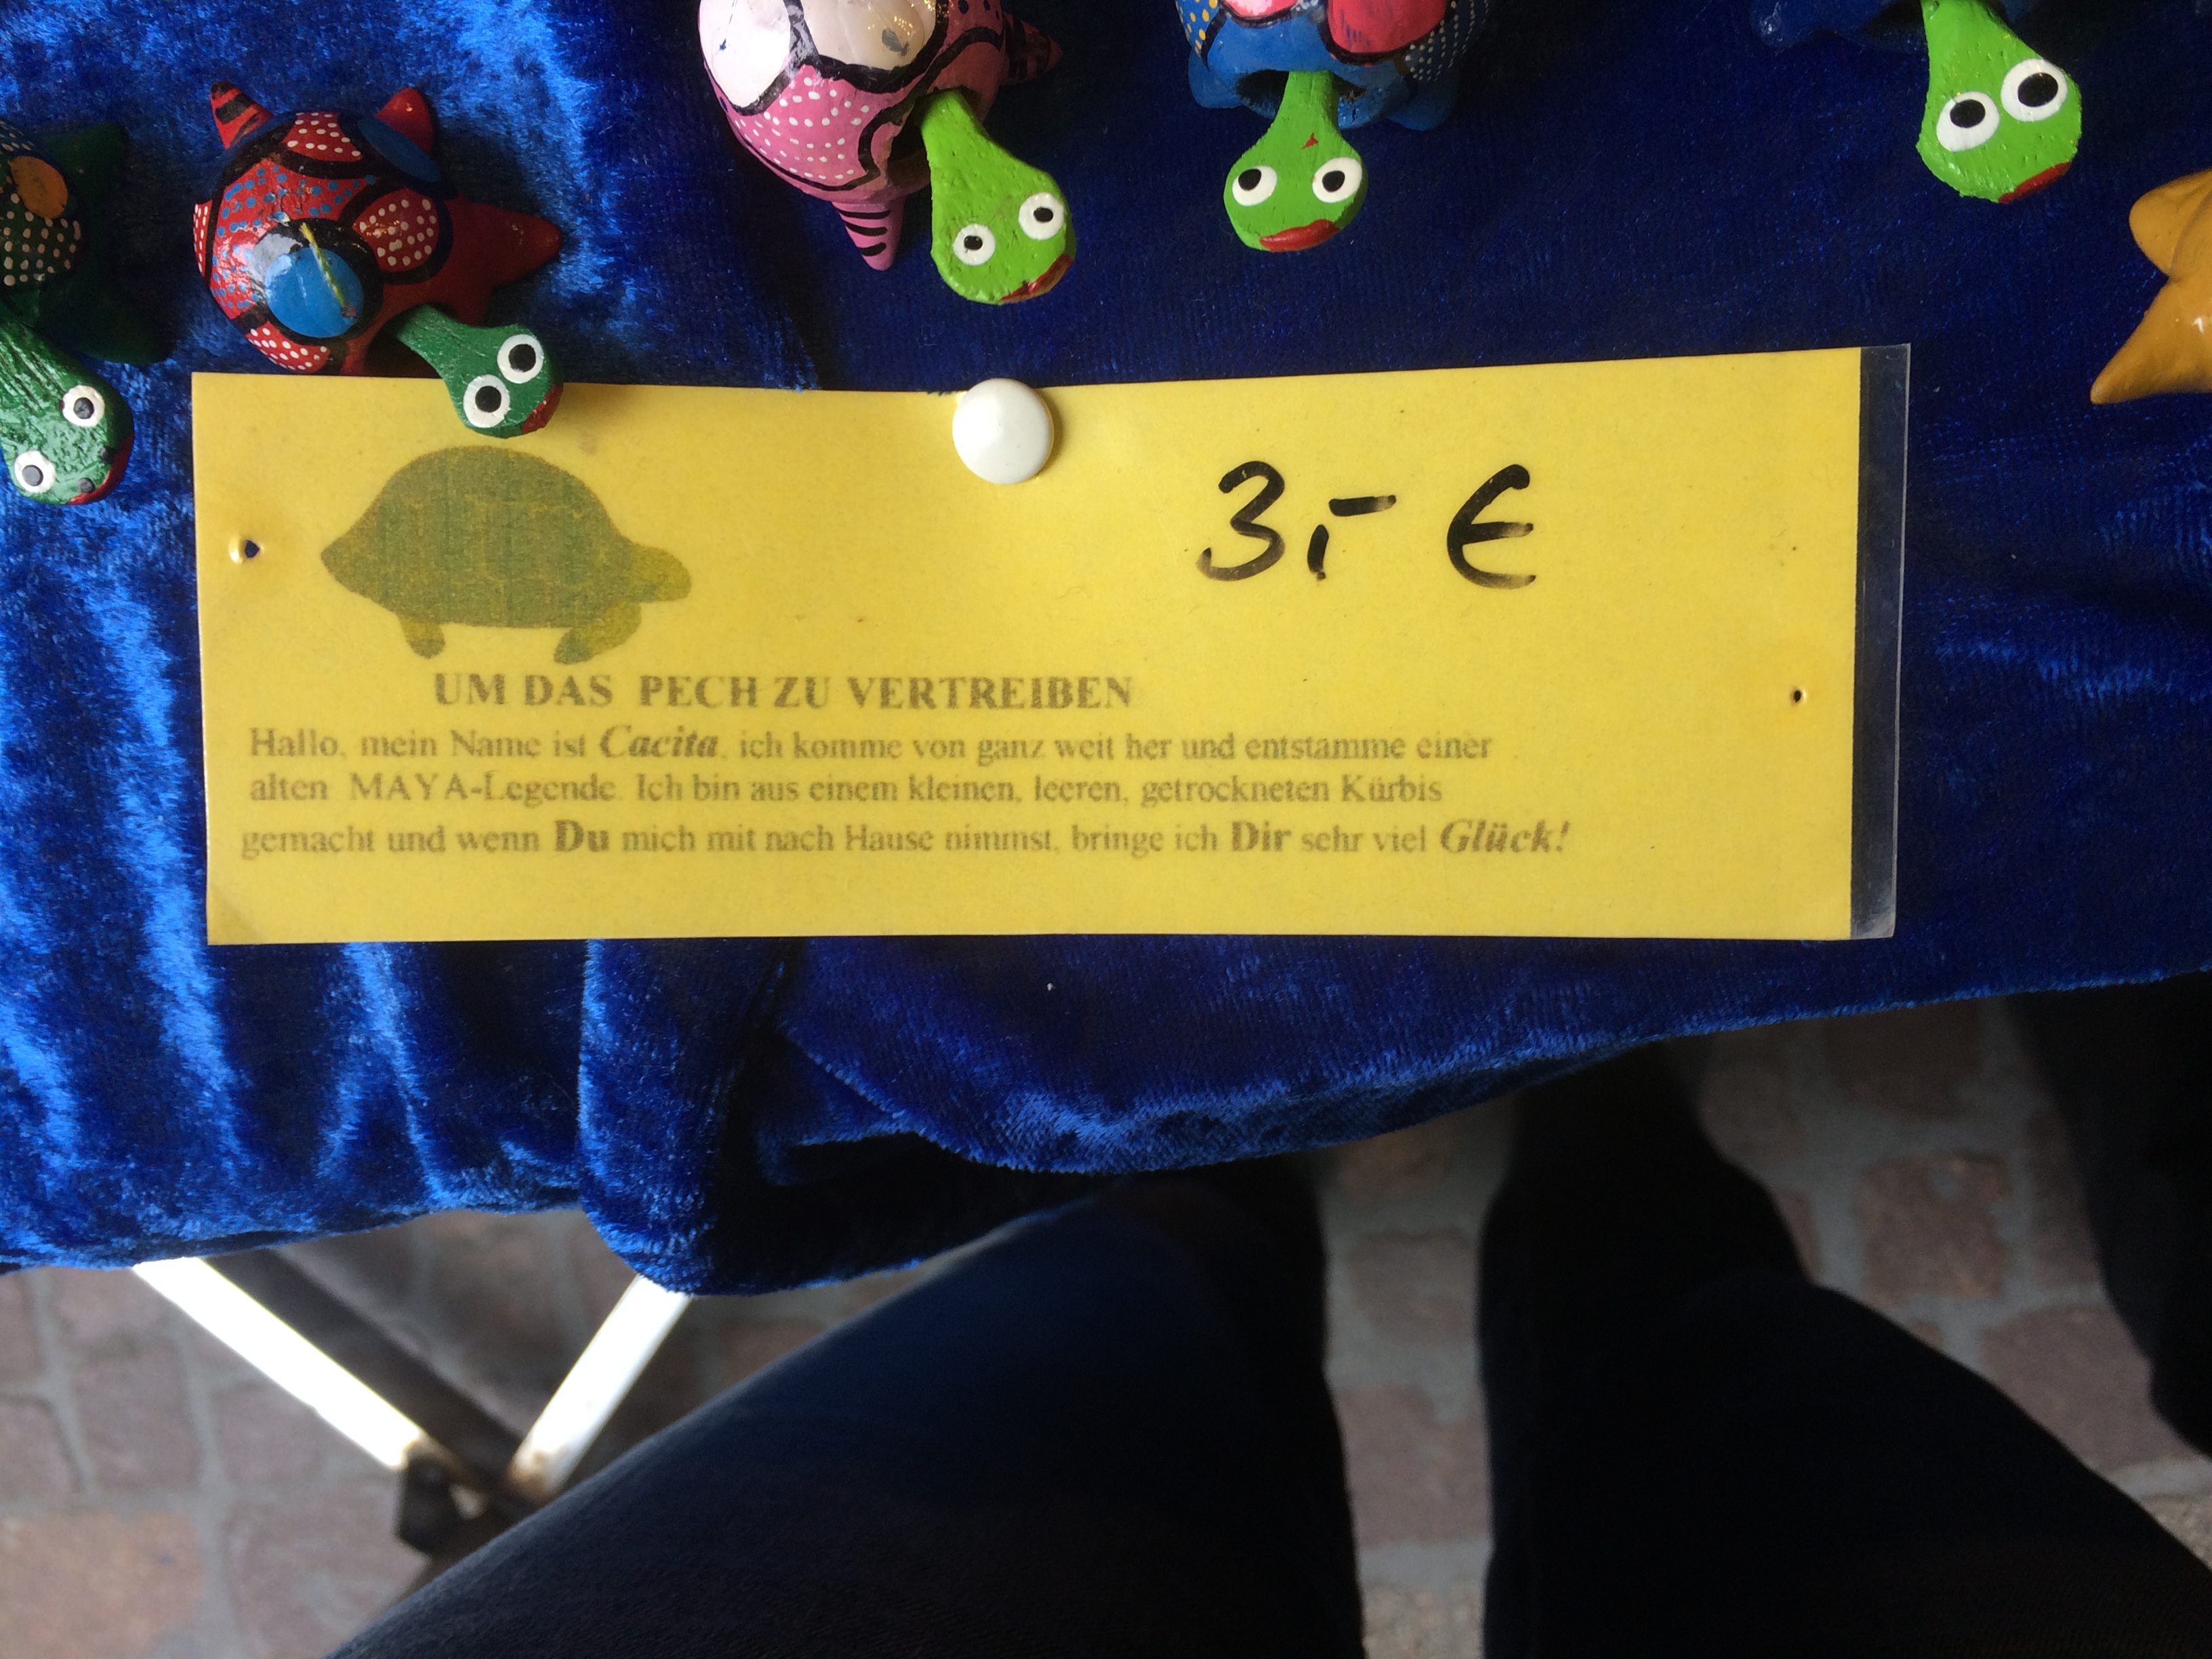 3,- €
UM DAS PECH ZU VERTREIBEN
Hallo, mein Name ist Cacita, ich komme von ganz weit her und entstamme einer
alten MAYA-Legende. Ich bin aus einem kleinen, leeren, getrockneten Kürbis
gemacht und wenn Du mich mit nach Hause nimmst, bringe ich Dir sehr viel Glück!